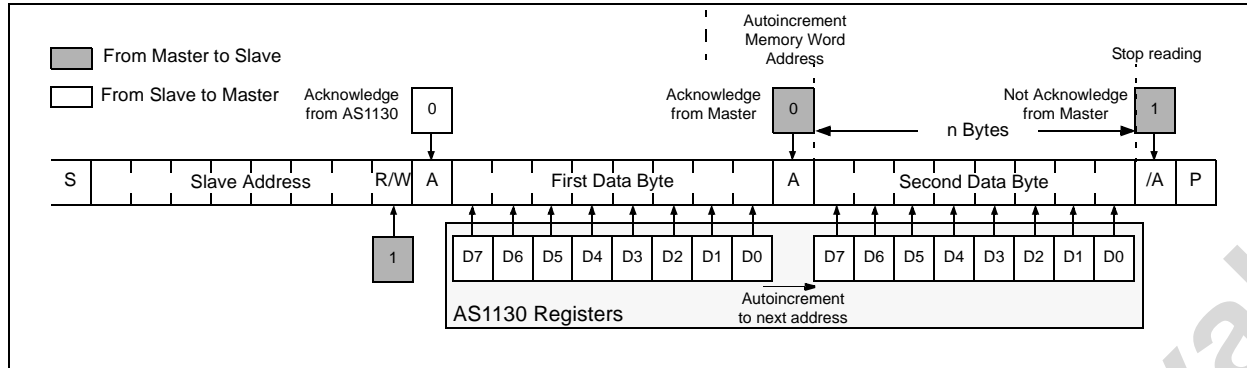 Autoincrement
Memory Word
Address
From Master to Slave
Stop reading
From Slave to Master
Acknowledge
from AS1130
0
Acknowledge
from Master
0
Not Acknowledge
from Master
1
n Bytes
S Slave Address R/W A First Data Byte A Second Data Byte /A P
1
D7 D6 D5 D4 D3 D2 D1 D0 D7 D6 D5 D4 D3 D2 D1 D0
Autoincrement
to next address
AS1130 Registers